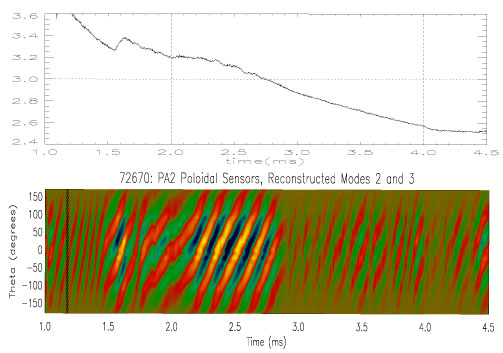 3.6
3.4
3.2
3.0
2.8
2.6
2.4
1.0 1.5 2.0 2.5 3.0 3.5 4.0 4.5
time(ms)
72670: PA2 Poloidal Sensors, Reconstructed Modes 2 and 3
Theta (degrees)
150
100
50
0
-50
-100
-150
1.0 1.5 2.0 2.5 3.0 3.5 4.0 4.5
Time (ms)